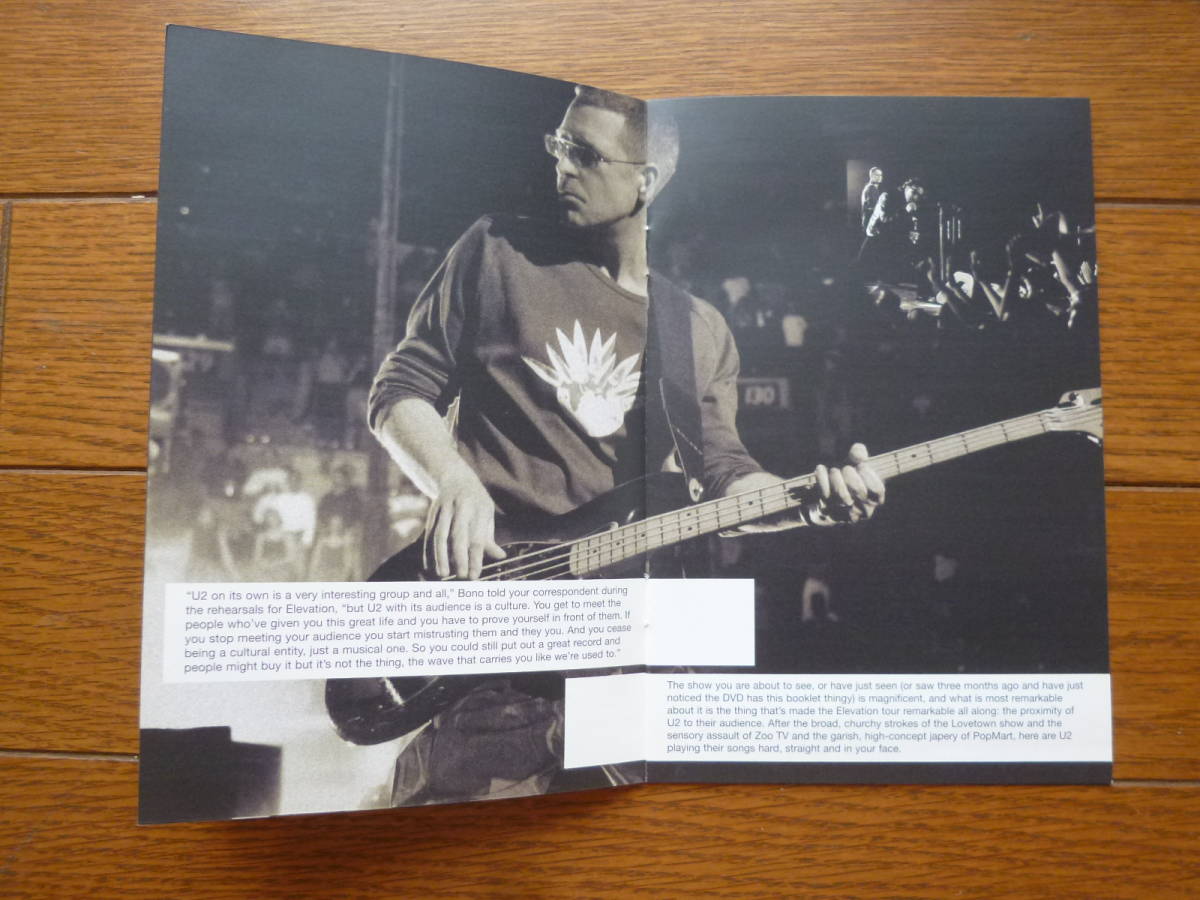 130
"U2 on its own is a very interesting group and all," Bono told your correspondent during
the rehearsals for Elevation, "but U2 with its audience is a culture. You get to meet the
people who've given you this great life and you have to prove yourself in front of them. If
you stop meeting your audience you start mistrusting them and they you. And you cease
being a cultural entity, just a musical one. So you could still put out a great record and
people might buy it but it's not the thing, the wave that carries you like we're used to."
The show you are about to see, or have just seen (or saw three months ago and have just
noticed the DVD has this booklet thingy) is magnificent, and what is most remarkable
about it is the thing that's made the Elevation tour remarkable all along: the proximity of
U2 to their audience. After the broad, churchy strokes of the Lovetown show and the
sensory assault of Zoo TV and the garish, high-concept japery of PopMart, here are U2
playing their songs hard, straight and in your face.